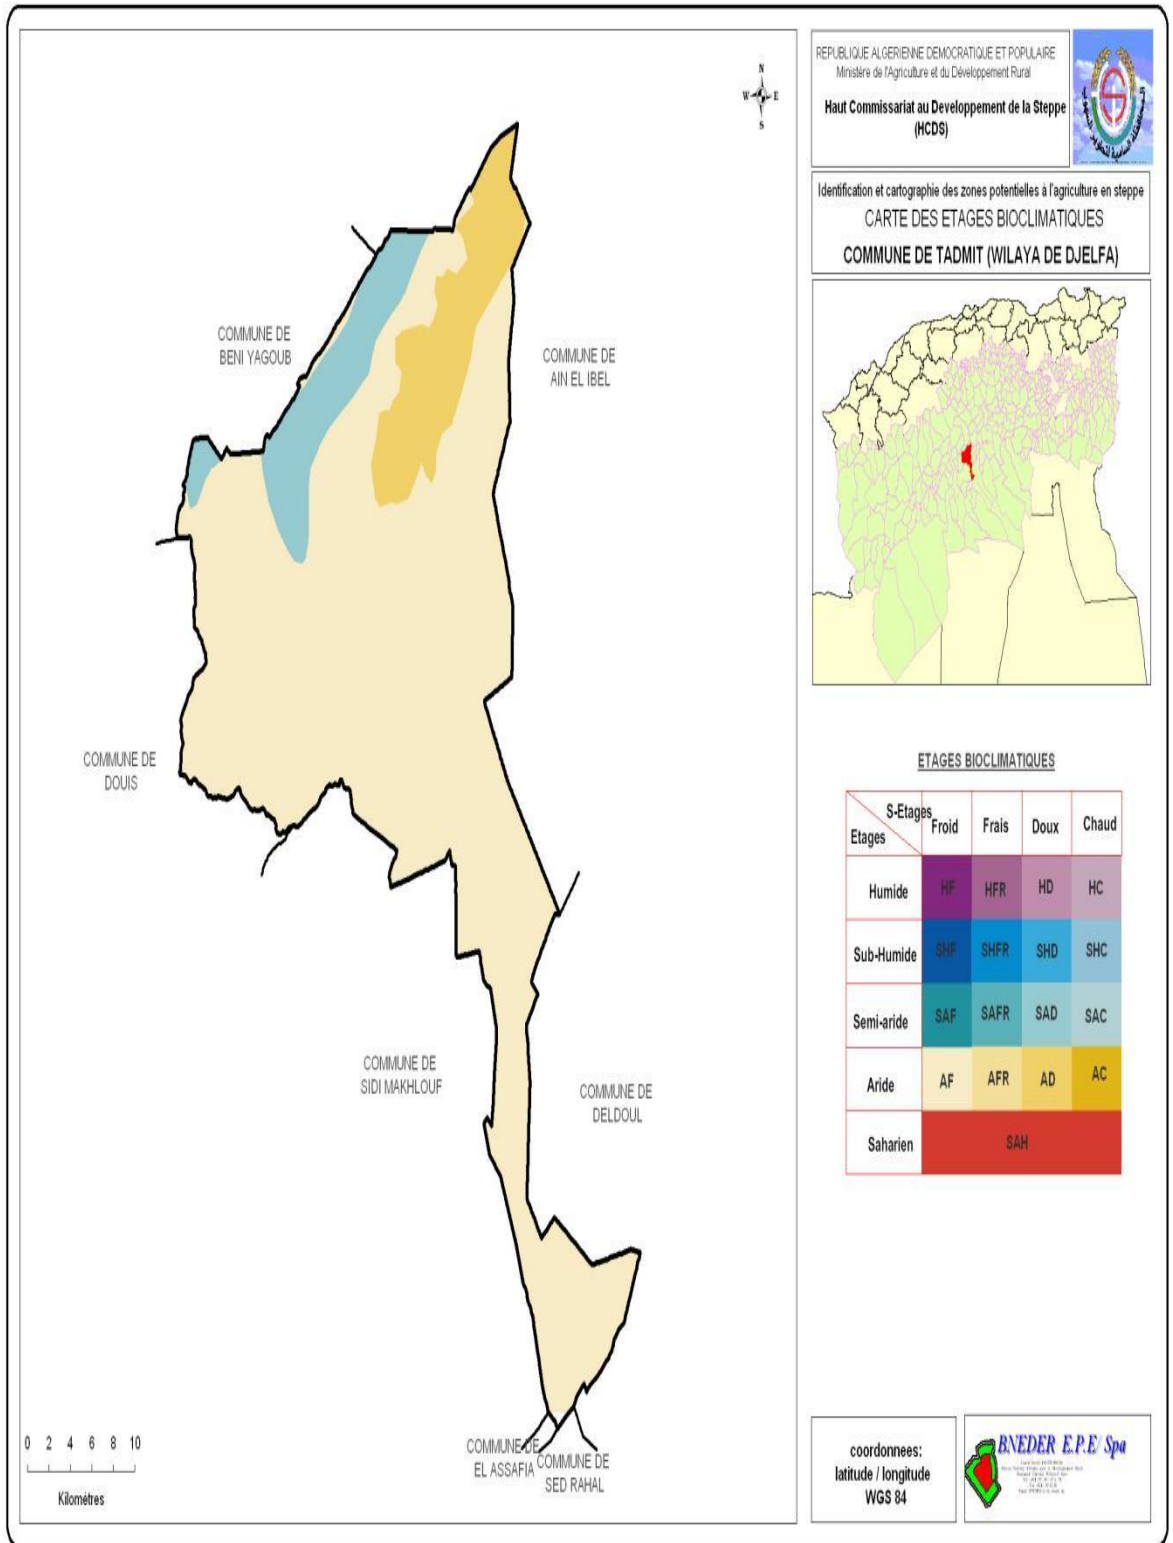 REPUBLIQUE ALGERIENNE DEMOCRATIQUE ET POPULAIRE
Ministère de l'Agriculture et du Développement Rural
Haut Commissariat au Developpement de la Steppe
(HCDS)
Identification et cartographie des zones potentielles à l'agriculture en steppe
CARTE DES ETAGES BIOCLIMATIQUES
COMMUNE DE TADMIT (WILAYA DE DJELFA)
N
W E
S
COMMUNE DE
BENI YAGOUB
COMMUNE DE
AIN EL IBEL
COMMUNE DE
DOUIS
COMMUNE DE
SIDI MAKHLOUF
COMMUNE DE
DELDOUL
COMMUNE DE
EL ASSAFIA
COMMUNE DE
SED RAHAL
0 2 4 6 8 10
Kilomètres
ETAGES BIOCLIMATIQUES
S-Etages
Etages
Froid Frais Doux Chaud
Humide HF HFR HD HC
Sub-Humide SHF SHFR SHD SHC
Semi-aride SAF SAFR SAD SAC
Aride AF AFR AD AC
Saharien SAH
coordonnees:
latitude / longitude
WGS 84
BNEDER E.P.E/ Spa